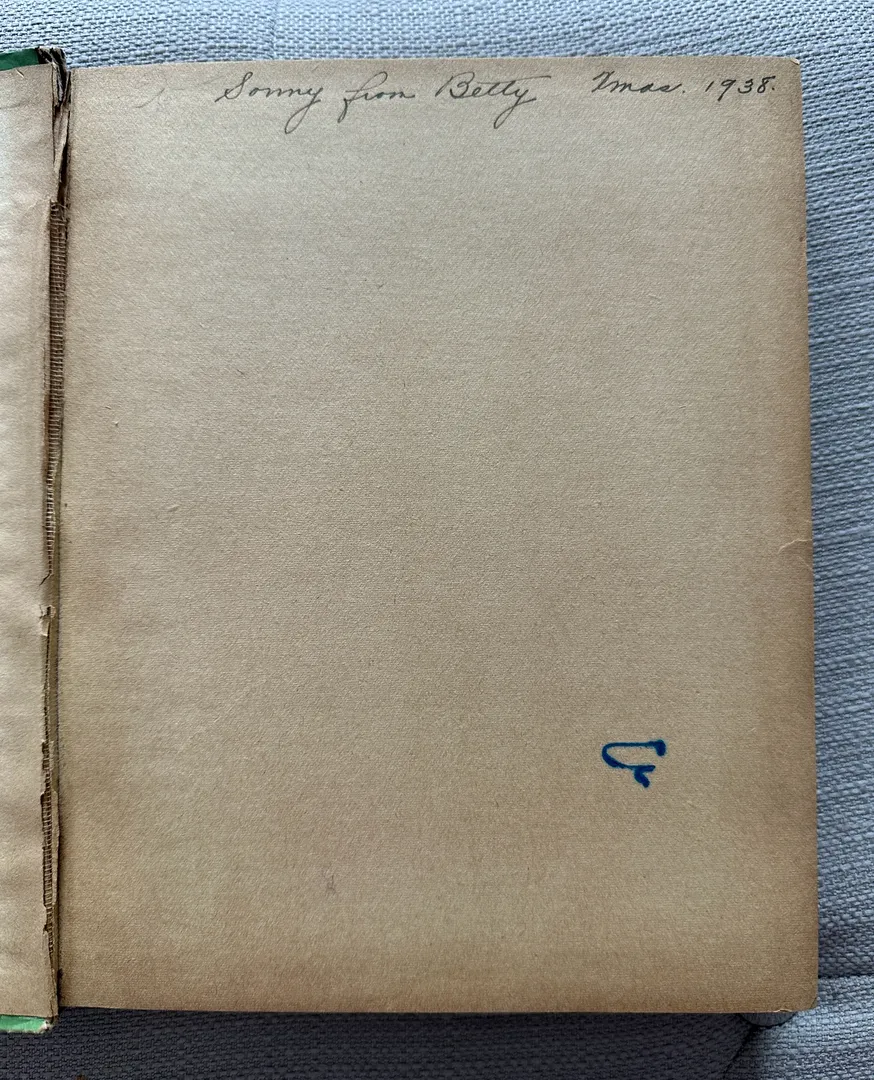 Sonny from Betty Xmas. 1938.